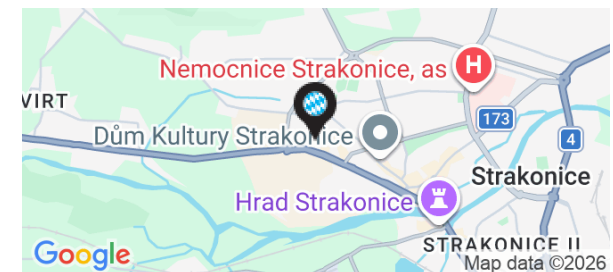 Nemocnice Strakonice, as
H
VIRT
173
Dům Kultury Strakonice
4
Strakonice
Hrad Strakonice
STRAKONICE II
Google
Map data ©2026